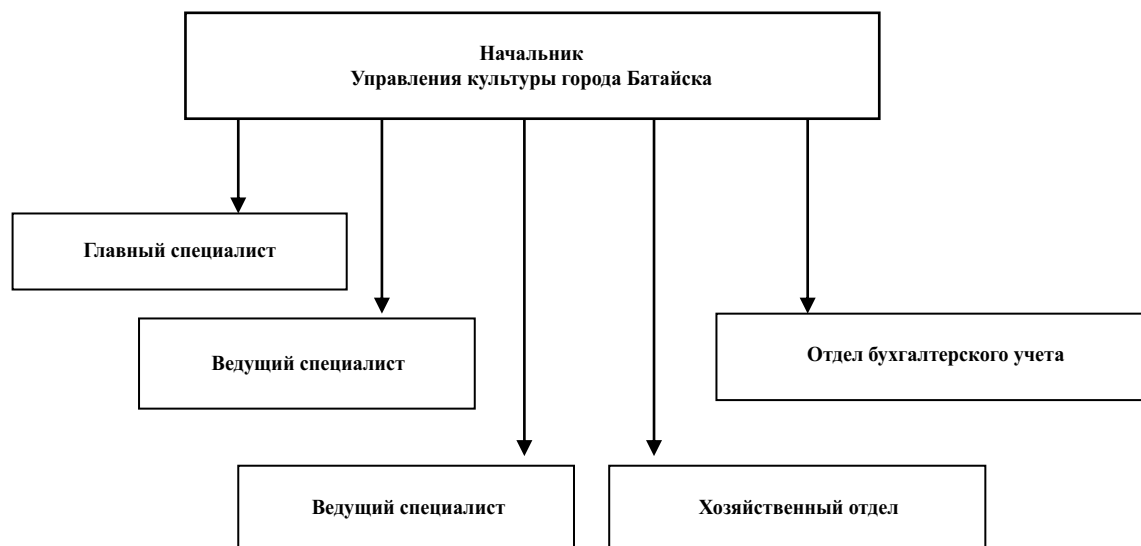 Начальник
Управления культуры города Батайска
Главный специалист
Ведущий специалист
Отдел бухгалтерского учета
Ведущий специалист
Хозяйственный отдел